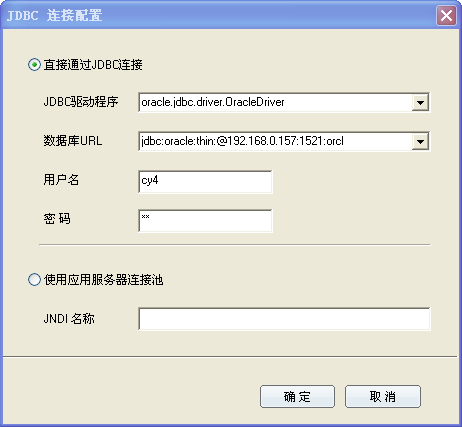 JDBC 连接配置
直接通过JDBC连接
JDBC驱动程序 oracle.jdbc.driver.OracleDriver
数据库URL jdbc:oracle:thin:@192.168.0.157:1521:orcl
用户名 cy4
密 码 **
使用应用服务器连接池
JNDI 名称
确 定 取 消